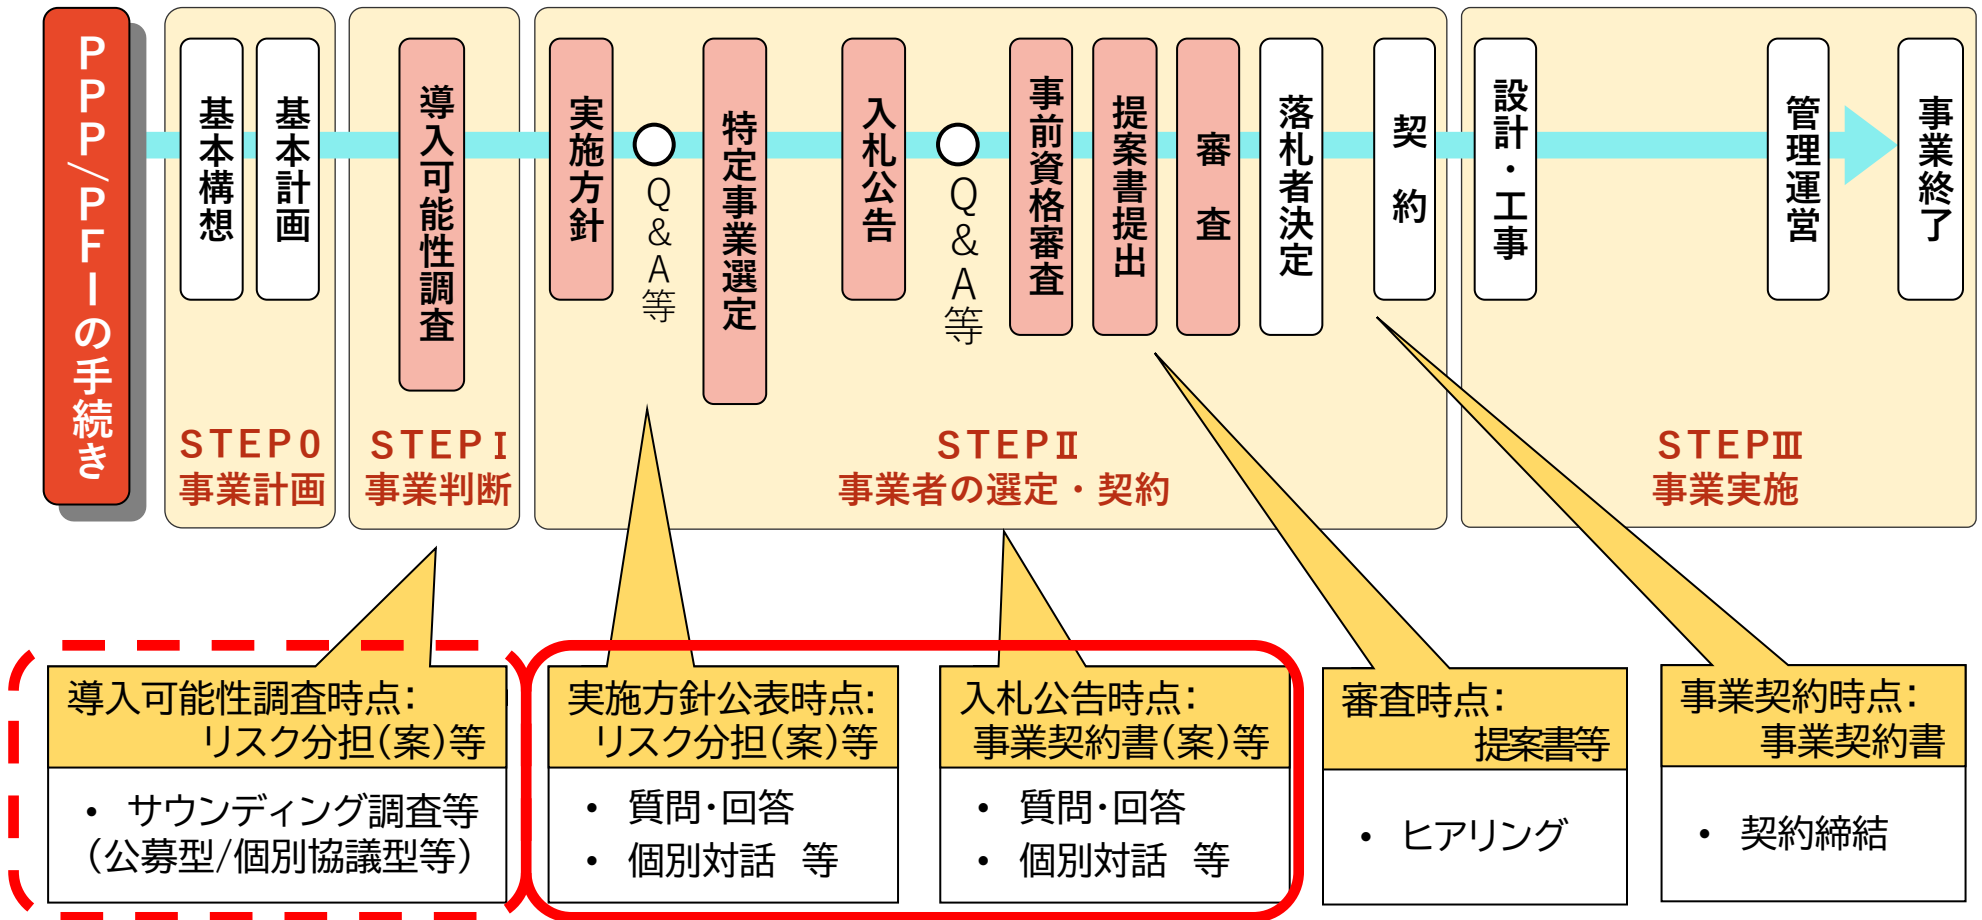 PPP/PFIの手続き
基本構想
基本計画
導入可能性調査
実施方針
Q&A等
特定事業選定
入札公告
Q&A等
事前資格審査
提案書提出
審 査
落札者決定
契 約
設計・工事
管理運営
事業終了
STEP0
事業計画
STEPⅠ
事業判断
STEPⅡ
事業者の選定・契約
STEPⅢ
事業実施
導入可能性調査時点:
リスク分担(案)等
・ サウンディング調査等
(公募型/個別協議型等)
実施方針公表時点:
リスク分担(案)等
・ 質問・回答
・ 個別対話 等
入札公告時点:
事業契約書(案)等
・ 質問・回答
・ 個別対話 等
審査時点:
提案書等
・ ヒアリング
事業契約時点:
事業契約書
・ 契約締結